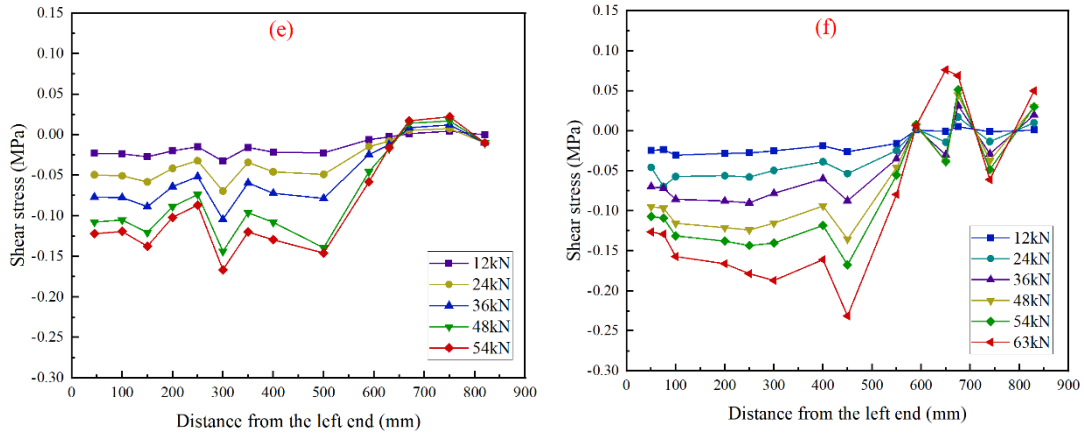 (e)
0.15
0.10
0.05
0.00
-0.05
-0.10
-0.15
-0.20
-0.25
-0.30
Shear stress (MPa)
12kN
24kN
36kN
48kN
54kN
0 100 200 300 400 500 600 700 800 900
Distance from the left end (mm)
(f)
0.15
0.10
0.05
0.00
-0.05
-0.10
-0.15
-0.20
-0.25
-0.30
Shear stress (MPa)
12kN
24kN
36kN
48kN
54kN
63kN
0 100 200 300 400 500 600 700 800 900
Distance from the left end (mm)